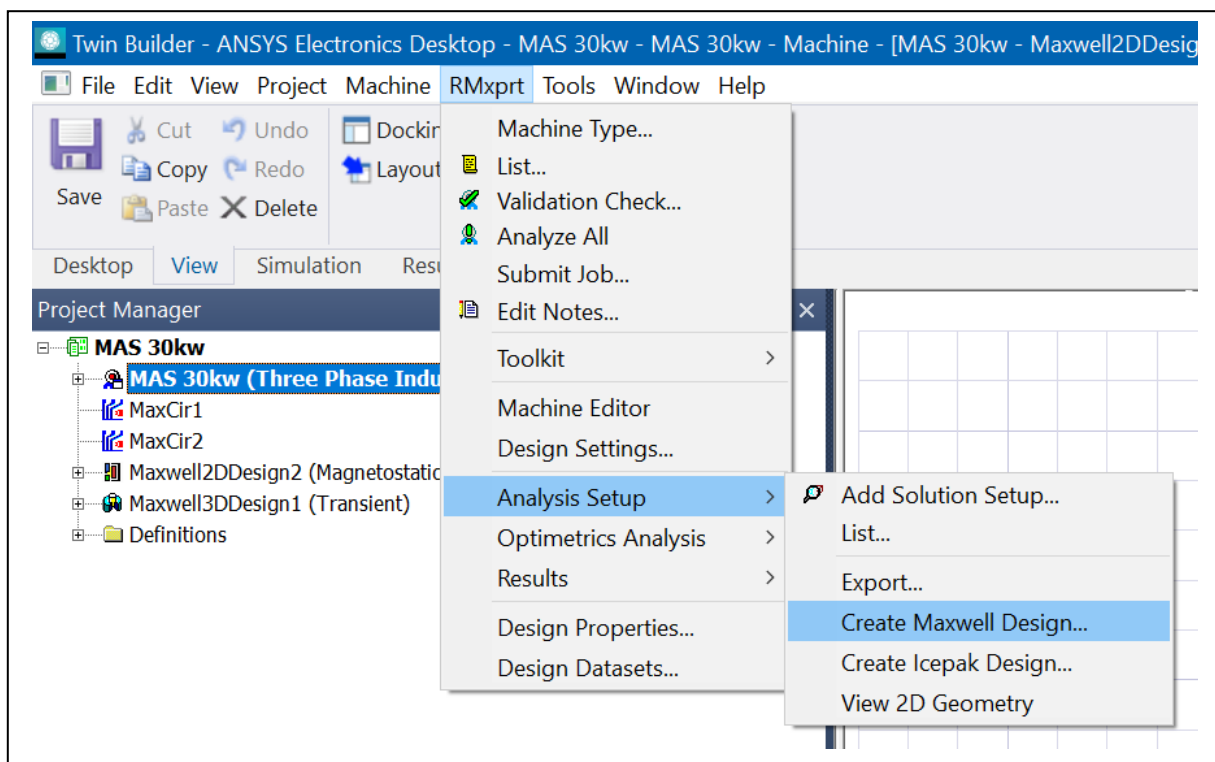 Twin Builder - ANSYS Electronics Desktop - MAS 30kw - MAS 30kw - Machine - [MAS 30kw - Maxwell2DDesig
File Edit View Project Machine RMxprt Tools Window Help
Save
Cut
Copy
Paste
Undo
Redo
Delete
Dockin
Layout
Desktop View Simulation Resu
Project Manager
MAS 30kw
MAS 30kw (Three Phase Indu
MaxCir1
MaxCir2
Maxwell2DDesign2 (Magnetostatic
Maxwell3DDesign1 (Transient)
Definitions
Machine Type...
List...
Validation Check...
Analyze All
Submit Job...
Edit Notes...
Toolkit
Machine Editor
Design Settings...
Analysis Setup
Optimetrics Analysis
Results
Design Properties...
Design Datasets...
Add Solution Setup...
List...
Export...
Create Maxwell Design...
Create Icepak Design...
View 2D Geometry